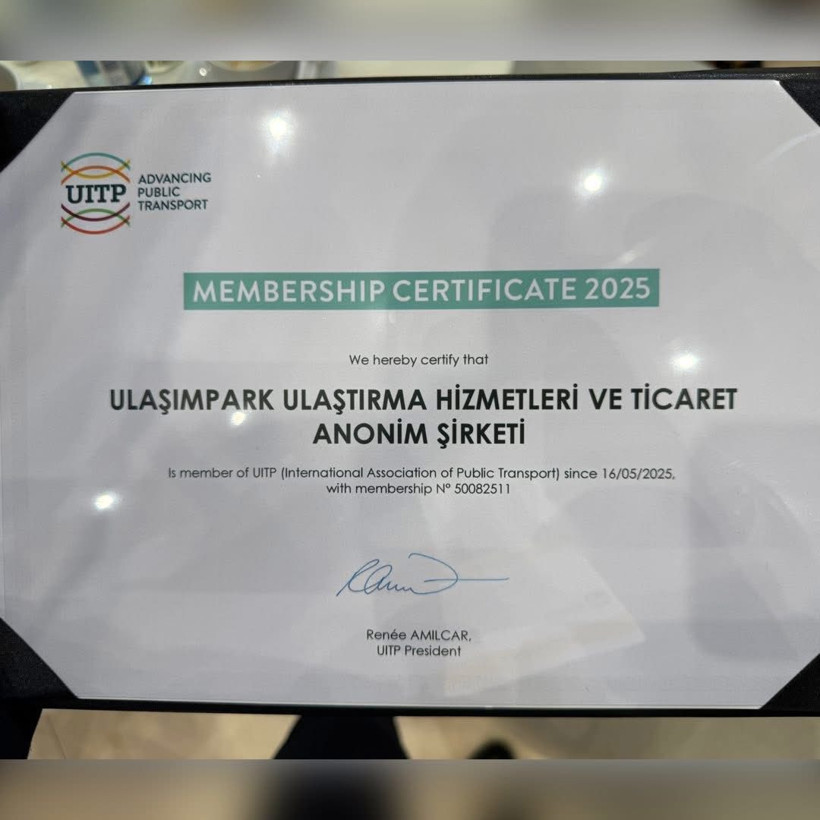 UITP
ADVANCING
PUBLIC
TRANSPORT
MEMBERSHIP CERTIFICATE 2025
We hereby certify that
ULAŞIMPARK ULAŞTIRMA HİZMETLERİ VE TİCARET
ANONİM ŞİRKETİ
Is member of UITP (International Association of Public Transport) since 16/05/2025,
with membership N° 50082511
Renée AMILCAR,
UITP President